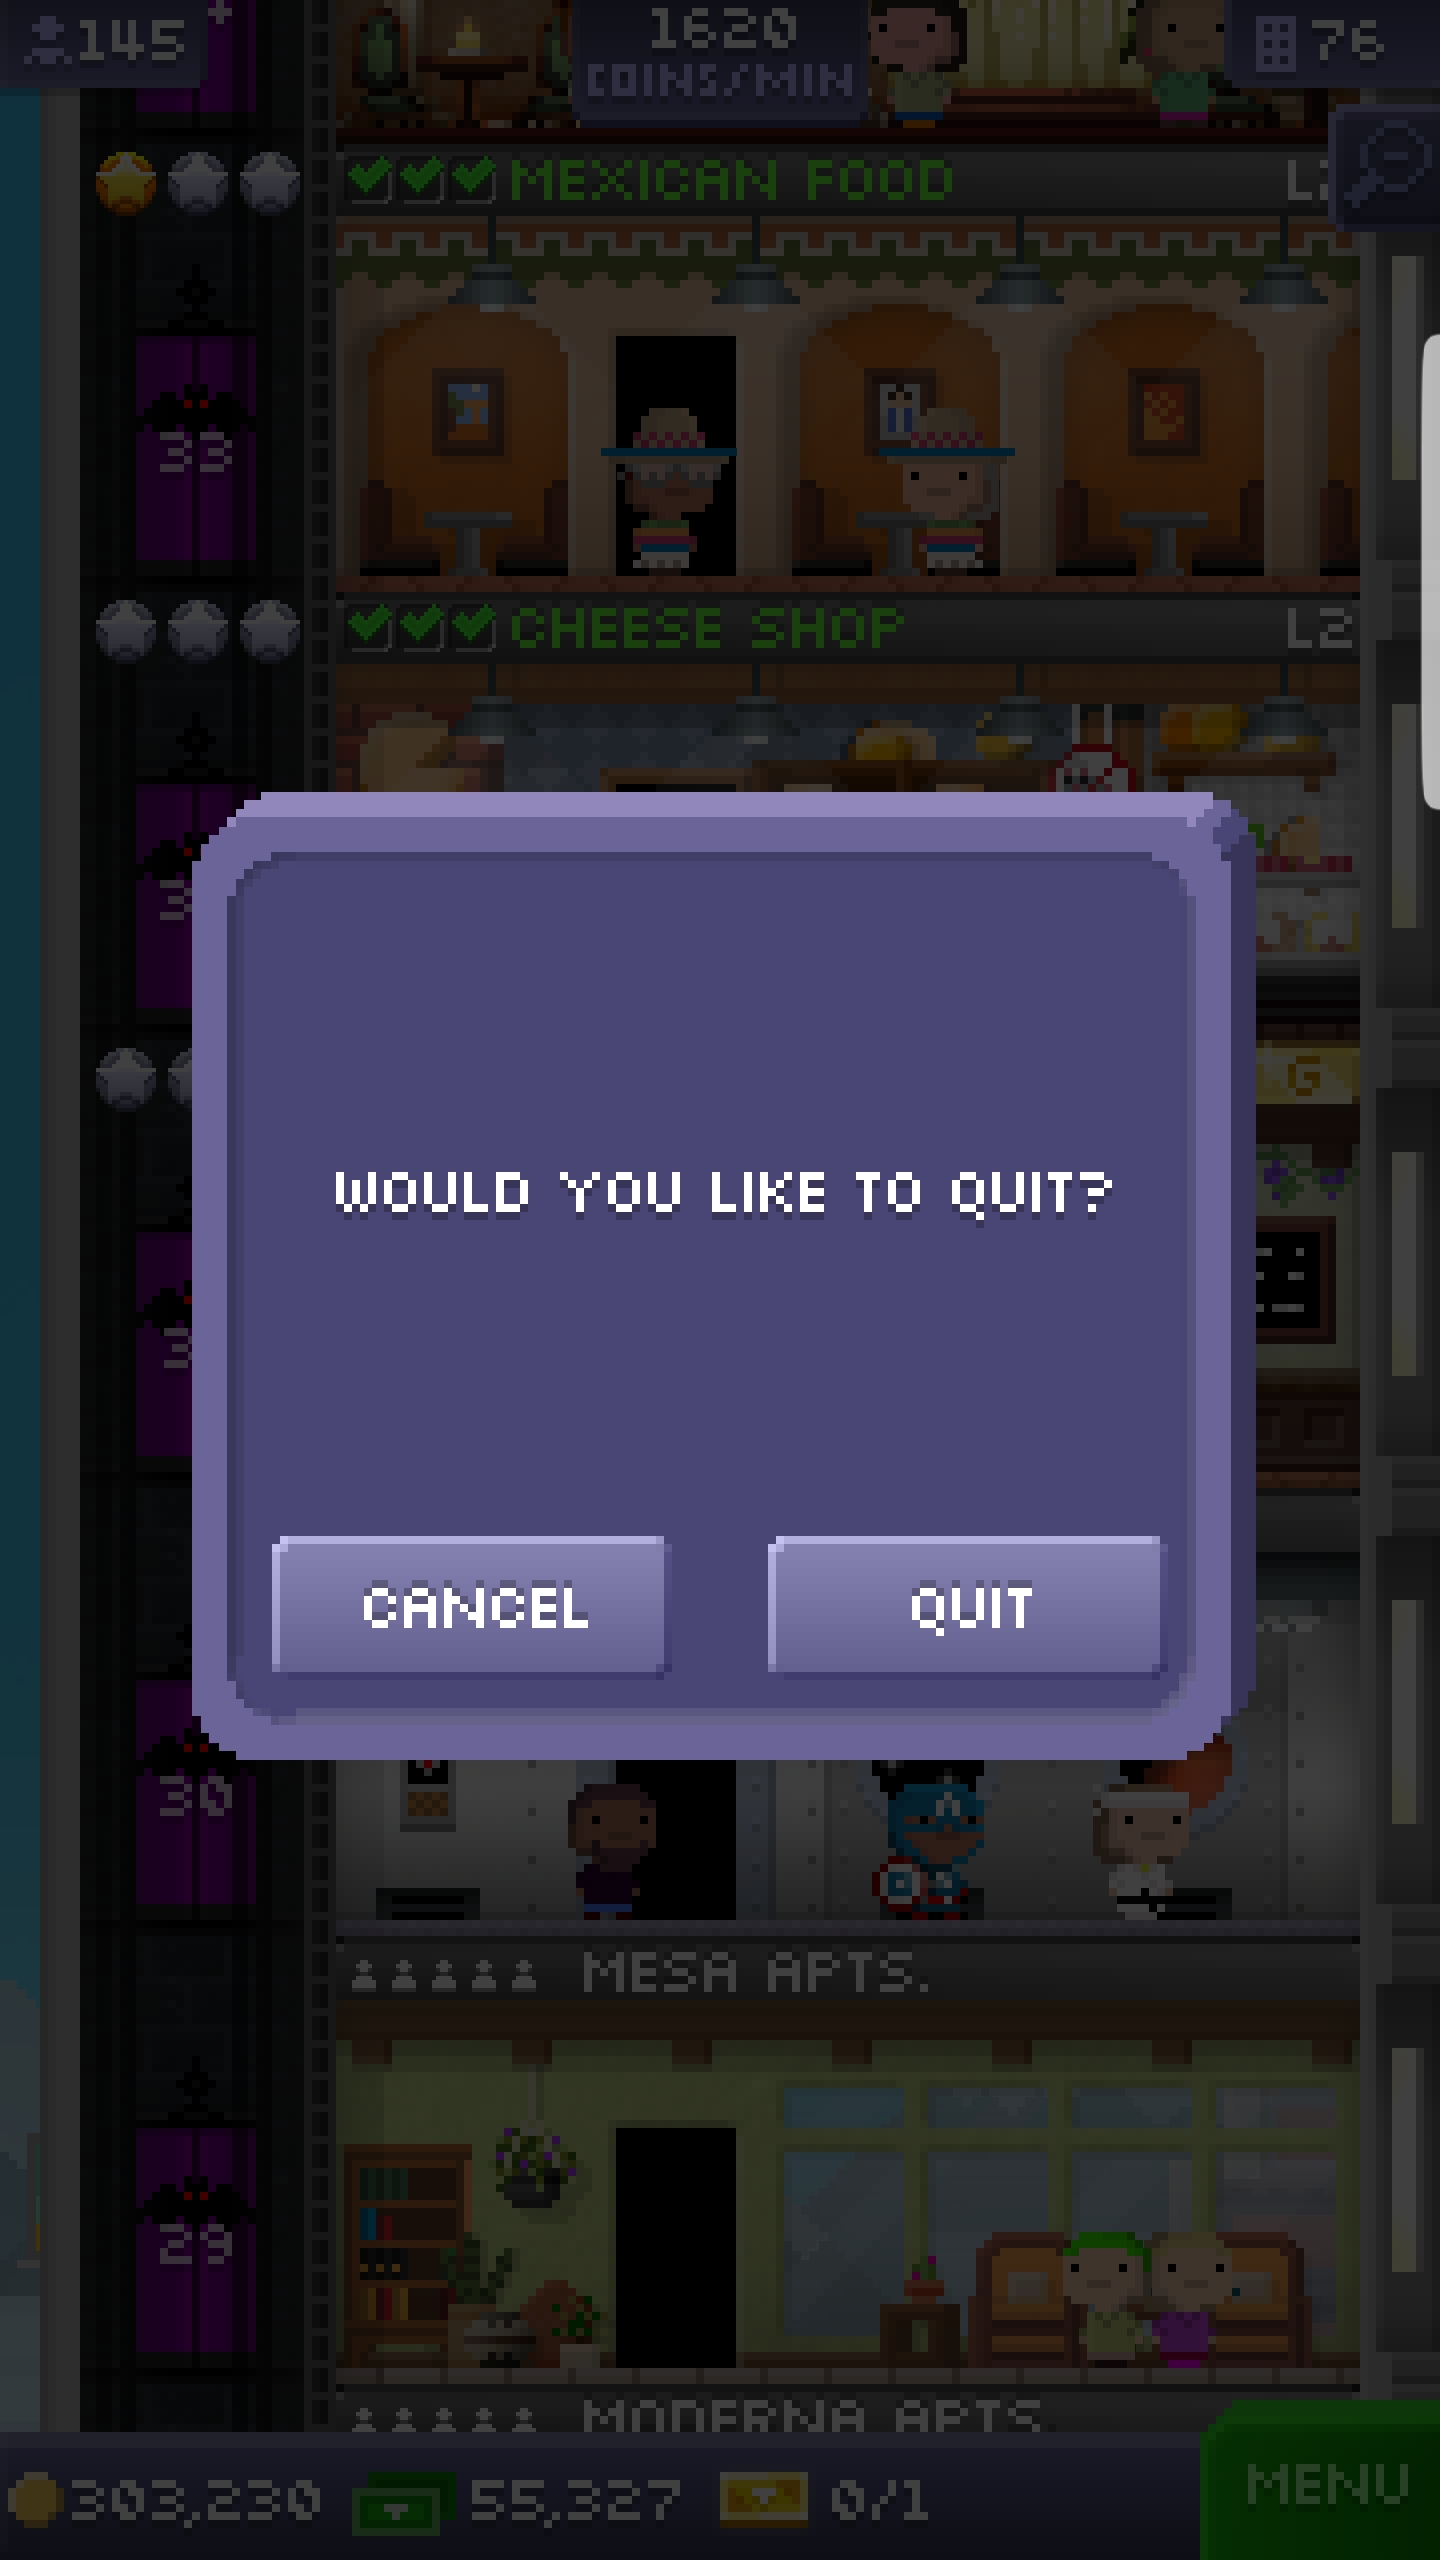 145
1620
COINS/MIN
76
MEXICAN FOOD
33
CHEESE SHOP L2
G
WOULD YOU LIKE TO QUIT?
CANCEL QUIT
30
MESA APTS.
29
MODERNA APTS
303,230 55,327 0/1 MENU